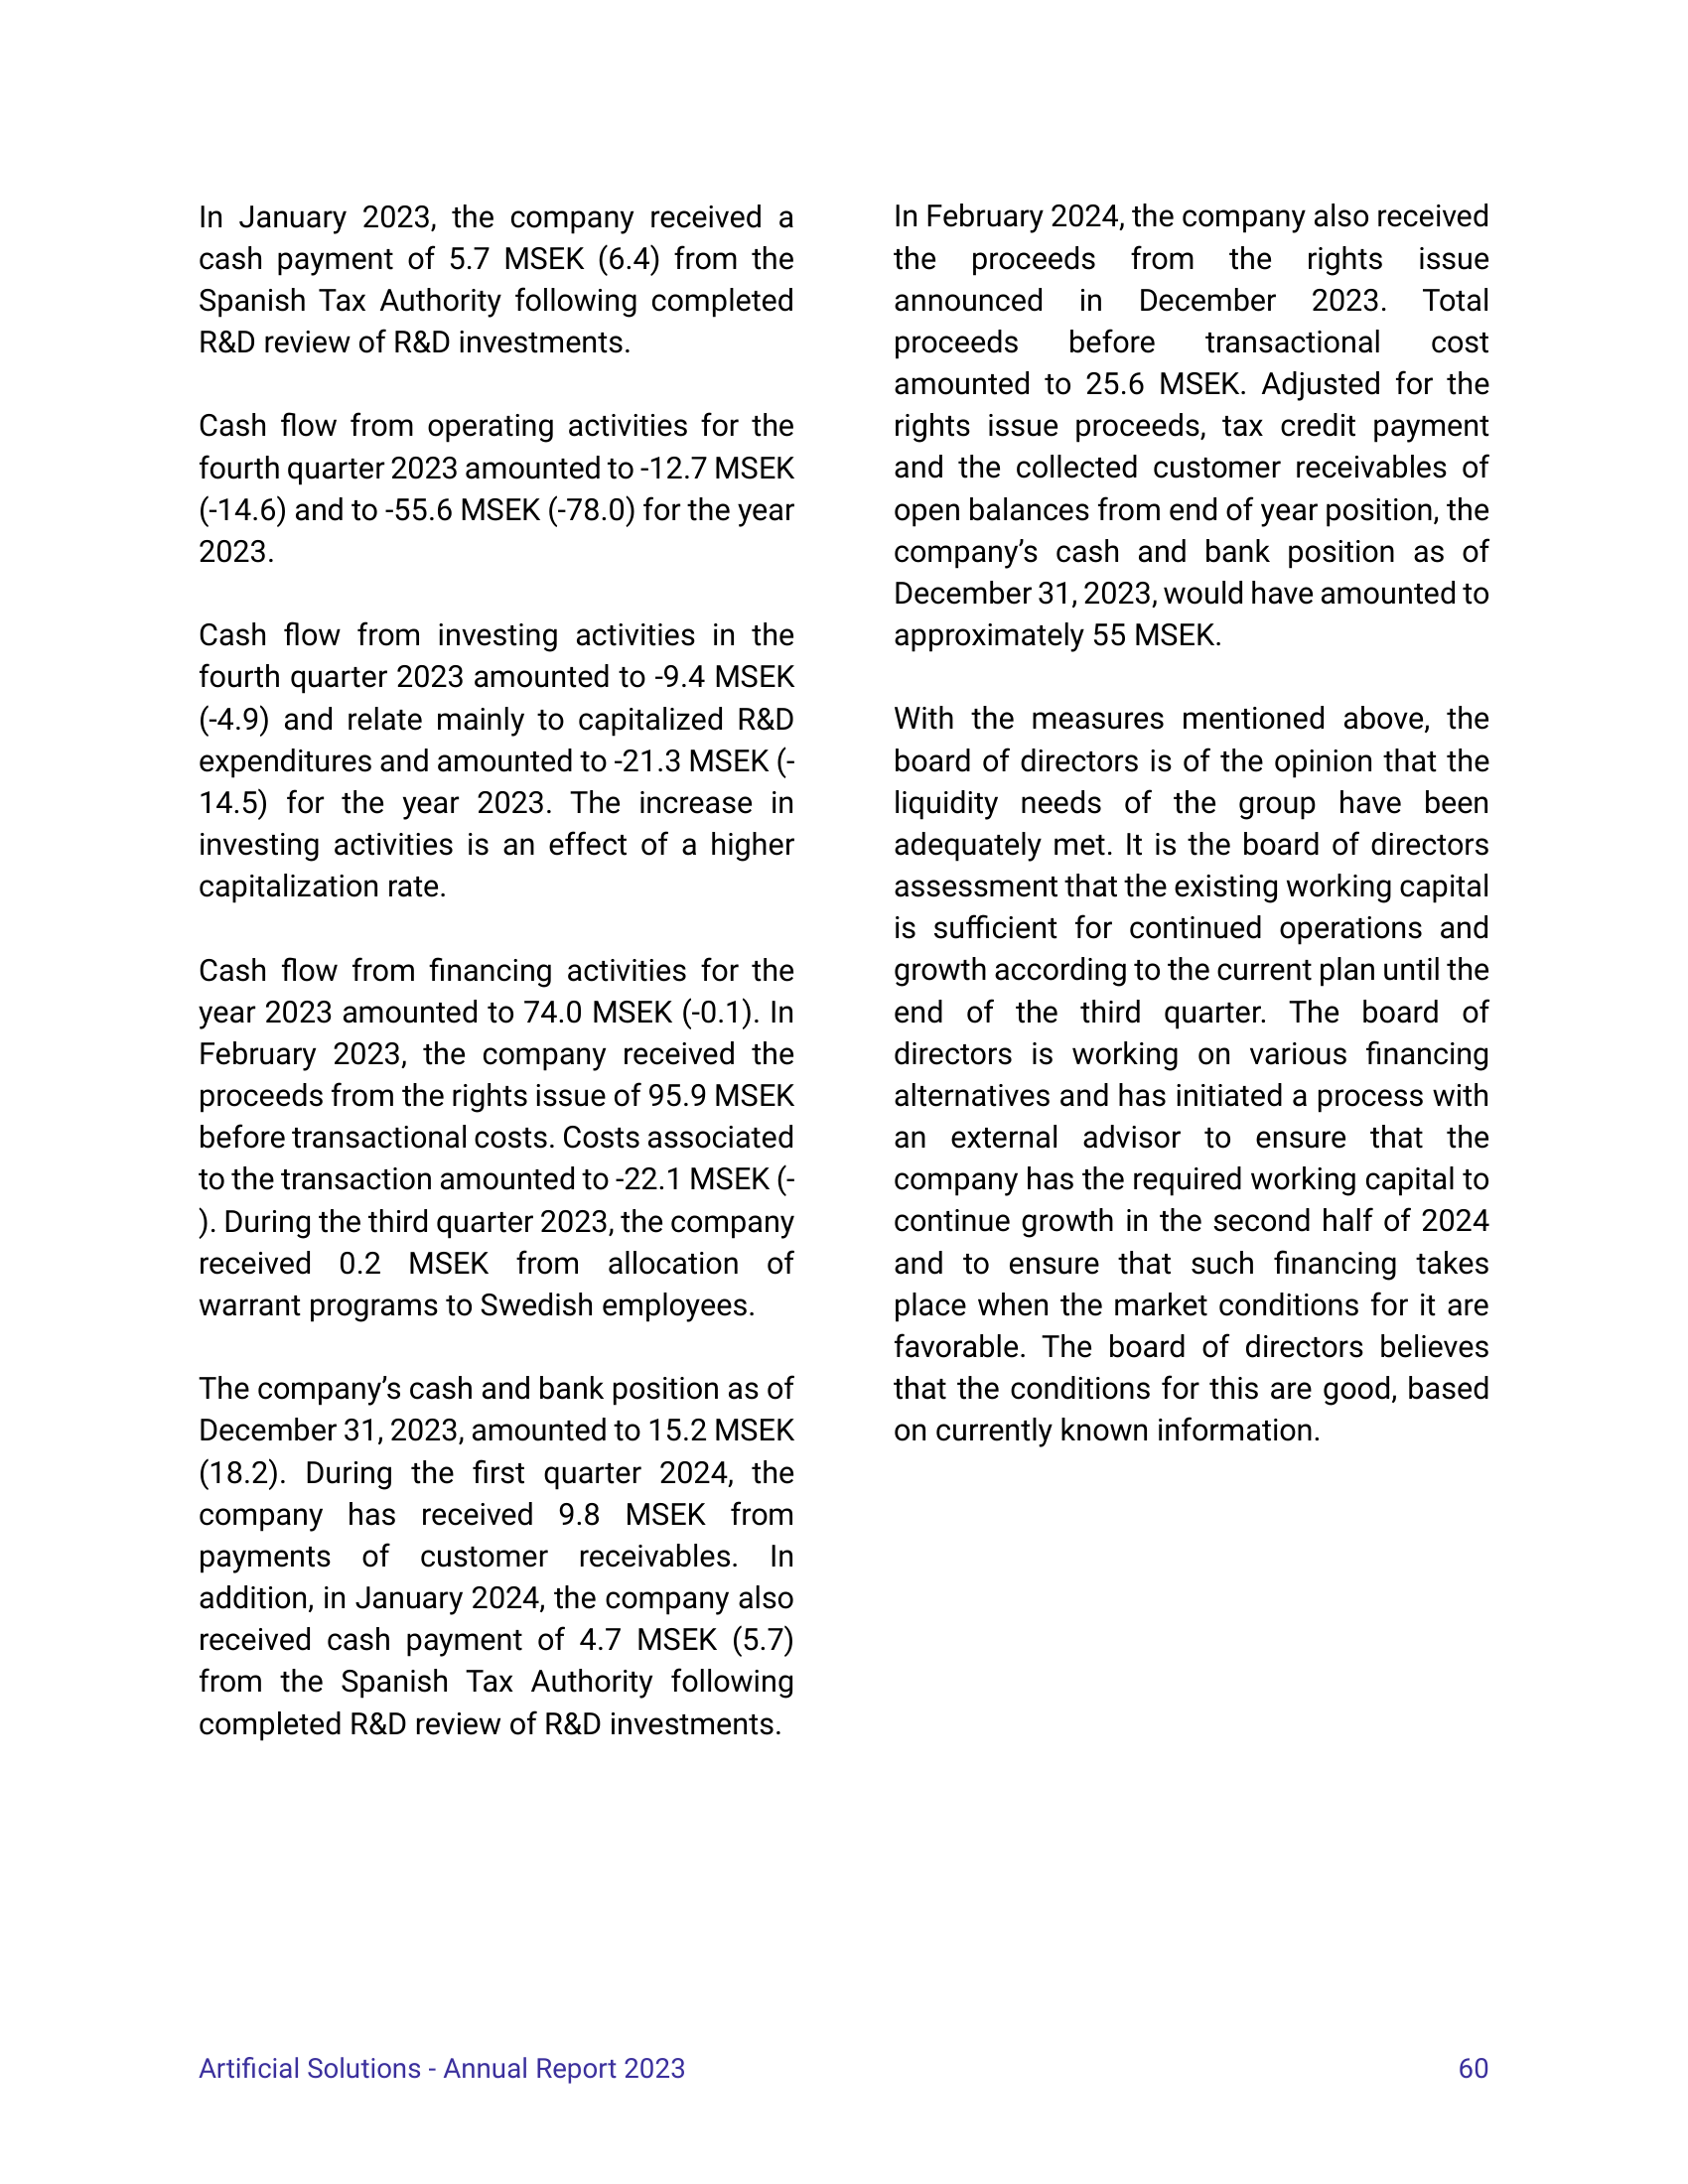 In January 2023, the company received a
cash payment of 5.7 MSEK (6.4) from the
Spanish Tax Authority following completed
R&D review of R&D investments.
Cash flow from operating activities for the
fourth quarter 2023 amounted to -12.7 MSEK
(-14.6) and to -55.6 MSEK (-78.0) for the year
2023.
Cash flow from investing activities in the
fourth quarter 2023 amounted to -9.4 MSEK
(-4.9) and relate mainly to capitalized R&D
expenditures and amounted to -21.3 MSEK (-
14.5) for the year 2023. The increase in
investing activities is an effect of a higher
capitalization rate.
Cash flow from financing activities for the
year 2023 amounted to 74.0 MSEK (-0.1). In
February 2023, the company received the
proceeds from the rights issue of 95.9 MSEK
before transactional costs. Costs associated
to the transaction amounted to -22.1 MSEK (-
). During the third quarter 2023, the company
received 0.2 MSEK from allocation of
warrant programs to Swedish employees.
The company’s cash and bank position as of
December 31, 2023, amounted to 15.2 MSEK
(18.2). During the first quarter 2024, the
company has received 9.8 MSEK from
payments of customer receivables. In
addition, in January 2024, the company also
received cash payment of 4.7 MSEK (5.7)
from the Spanish Tax Authority following
completed R&D review of R&D investments.
In February 2024, the company also received
the proceeds from the rights issue
announced in December 2023. Total
proceeds before transactional cost
amounted to 25.6 MSEK. Adjusted for the
rights issue proceeds, tax credit payment
and the collected customer receivables of
open balances from end of year position, the
company’s cash and bank position as of
December 31, 2023, would have amounted to
approximately 55 MSEK.
With the measures mentioned above, the
board of directors is of the opinion that the
liquidity needs of the group have been
adequately met. It is the board of directors
assessment that the existing working capital
is sufficient for continued operations and
growth according to the current plan until the
end of the third quarter. The board of
directors is working on various financing
alternatives and has initiated a process with
an external advisor to ensure that the
company has the required working capital to
continue growth in the second half of 2024
and to ensure that such financing takes
place when the market conditions for it are
favorable. The board of directors believes
that the conditions for this are good, based
on currently known information.
Artificial Solutions - Annual Report 2023
60